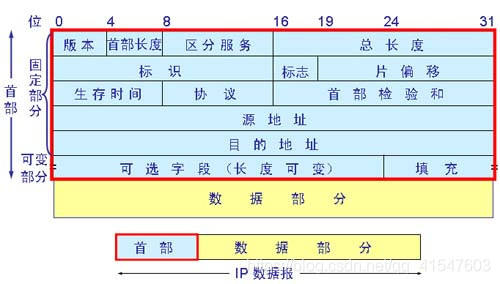 位 0 4 8 16 19 24 31
版本 首部长度 区分服务 总长度
标识 标志 片偏移
生存时间 协议 首部检验和
源地址
目的地址
可选字段（长度可变） 填充
首部
固定部分
可变部分
数据部分
首部 数据部分
IP 数据报
https://blog.csdn.net/qq_41547603